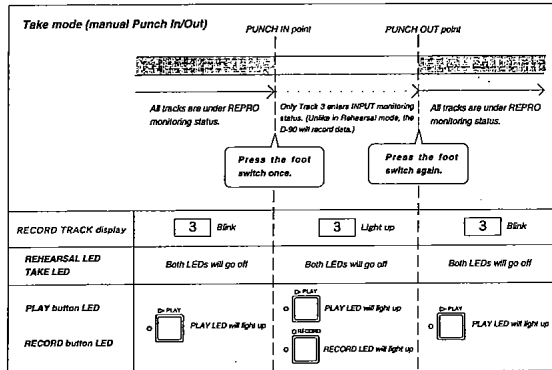 Take mode (manual Punch In/Out)
PUNCH IN point
PUNCH OUT point
All tracks are under REPRO
monitoring status.
Only Track 3 enters INPUT monitoring
status. (Unlike in Rehearsal mode, the
D-90 will record data.)
All tracks are under REPRO
monitoring status.
Press the foot
switch once.
Press the foot
switch again.
RECORD TRACK display
3 Blink
3 Light up
3 Blink
REHEARSAL LED
TAKE LED
Both LEDs will go off
Both LEDs will go off
Both LEDs will go off
PLAY button LED
RECORD button LED
▷ PLAY
PLAY LED will light up
▷ PLAY
PLAY LED will light up
○ RECORD
RECORD LED will light up
▷ PLAY
PLAY LED will light up